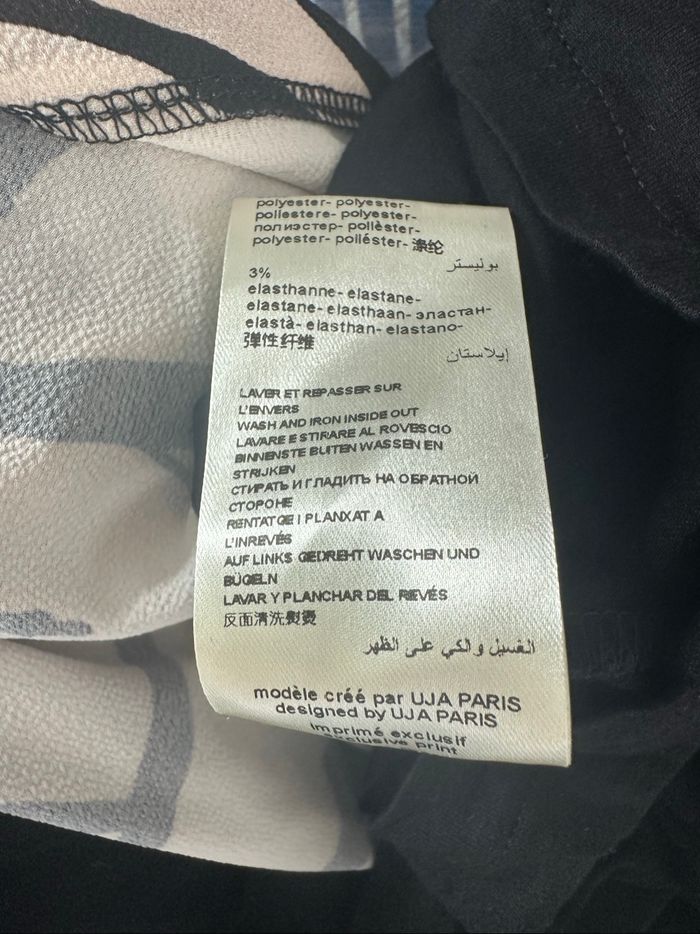 polyester- polyester-
poliestere- polyester-
полиэстер- polièster-
polyester- poliéster- 涤纶
بوليستر
3%
elasthanne- elastane-
elastane- elasthaan- эластан-
elastà- elasthan- elastano-
弹性纤维
إيلاستان
LAVER ET REPASSER SUR
L'ENVERS
WASH AND IRON INSIDE OUT
LAVARE E STIRARE AL ROVESCIO
BINNENSTE BUITEN WASSEN EN
STRIJKEN
СТИРАТЬ И ГЛАДИТЬ НА ОБРАТНОЙ
СТОРОНЕ
RENTATGE I PLANXAT A
L'INREVÉS
AUF LINKS GEDREHT WASCHEN UND
BÜGELN
LAVAR Y PLANCHAR DEL REVÉS
反面清洗熨烫
الغسيل والكي على الظهر
modèle créé par UJA PARIS
designed by UJA PARIS
imprimé exclusif
exclusive print